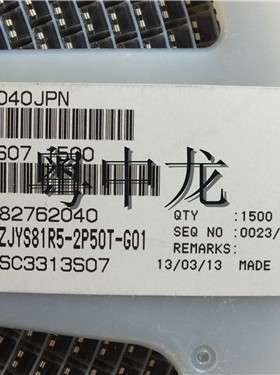 040JPN
S07 1500
粤中龙
82762040
ZJYS81R5-2P50T-G01
SC3313S07
QTY : 1500
SEQ NO : 0023/
REMARKS:
13/03/13 MADE